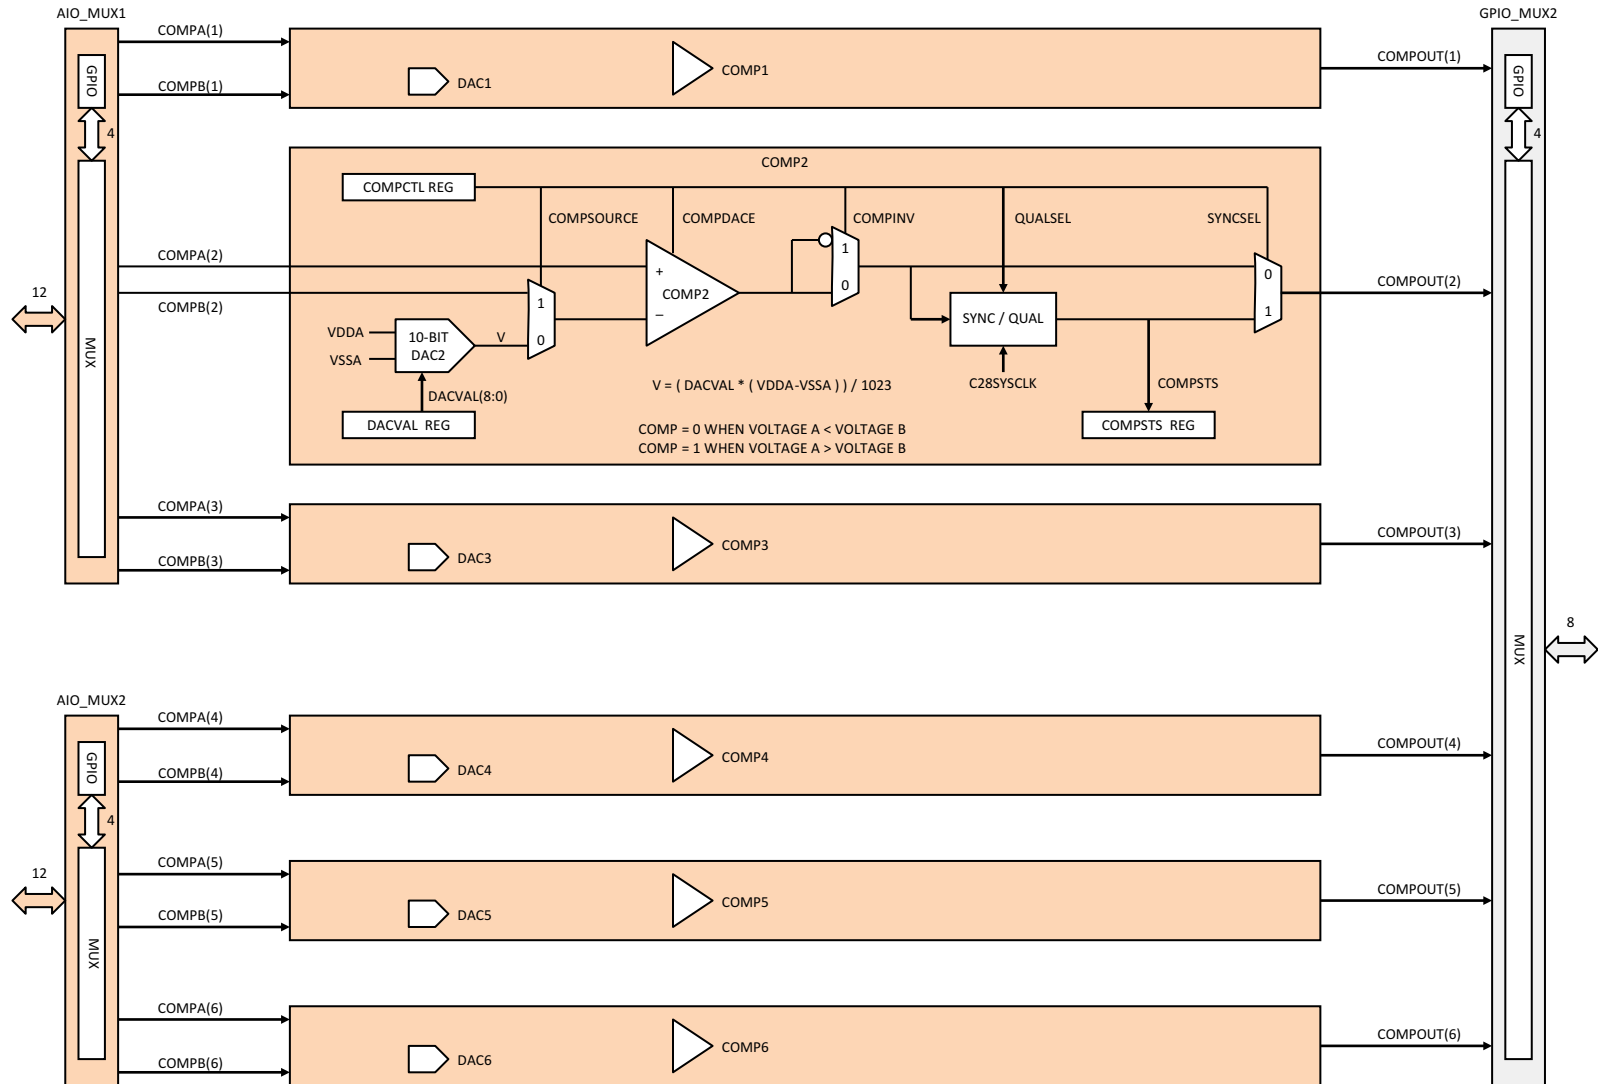 AIO_MUX1
GPIO_MUX2
COMPA(1)
COMPB(1)
GPIO
4
MUX
12
DAC1
COMP1
COMPOUT(1)
GPIO
4
COMP2
COMPCTL REG
COMPSOURCE
COMPDACE
COMPINV
QUALSEL
SYNCSEL
COMPA(2)
COMPB(2)
VDDA
VSSA
10-BIT
DAC2
V
1
0
+
COMP2
–
1
0
SYNC / QUAL
0
1
COMPOUT(2)
DACVAL(8:0)
DACVAL REG
V = ( DACVAL * ( VDDA-VSSA ) ) / 1023
C28SYSCLK
COMPSTS
COMPSTS REG
COMP = 0 WHEN VOLTAGE A < VOLTAGE B
COMP = 1 WHEN VOLTAGE A > VOLTAGE B
COMPA(3)
COMPB(3)
DAC3
COMP3
COMPOUT(3)
MUX
8
AIO_MUX2
COMPA(4)
COMPB(4)
GPIO
4
MUX
12
DAC4
COMP4
COMPOUT(4)
COMPA(5)
COMPB(5)
DAC5
COMP5
COMPOUT(5)
COMPA(6)
COMPB(6)
DAC6
COMP6
COMPOUT(6)